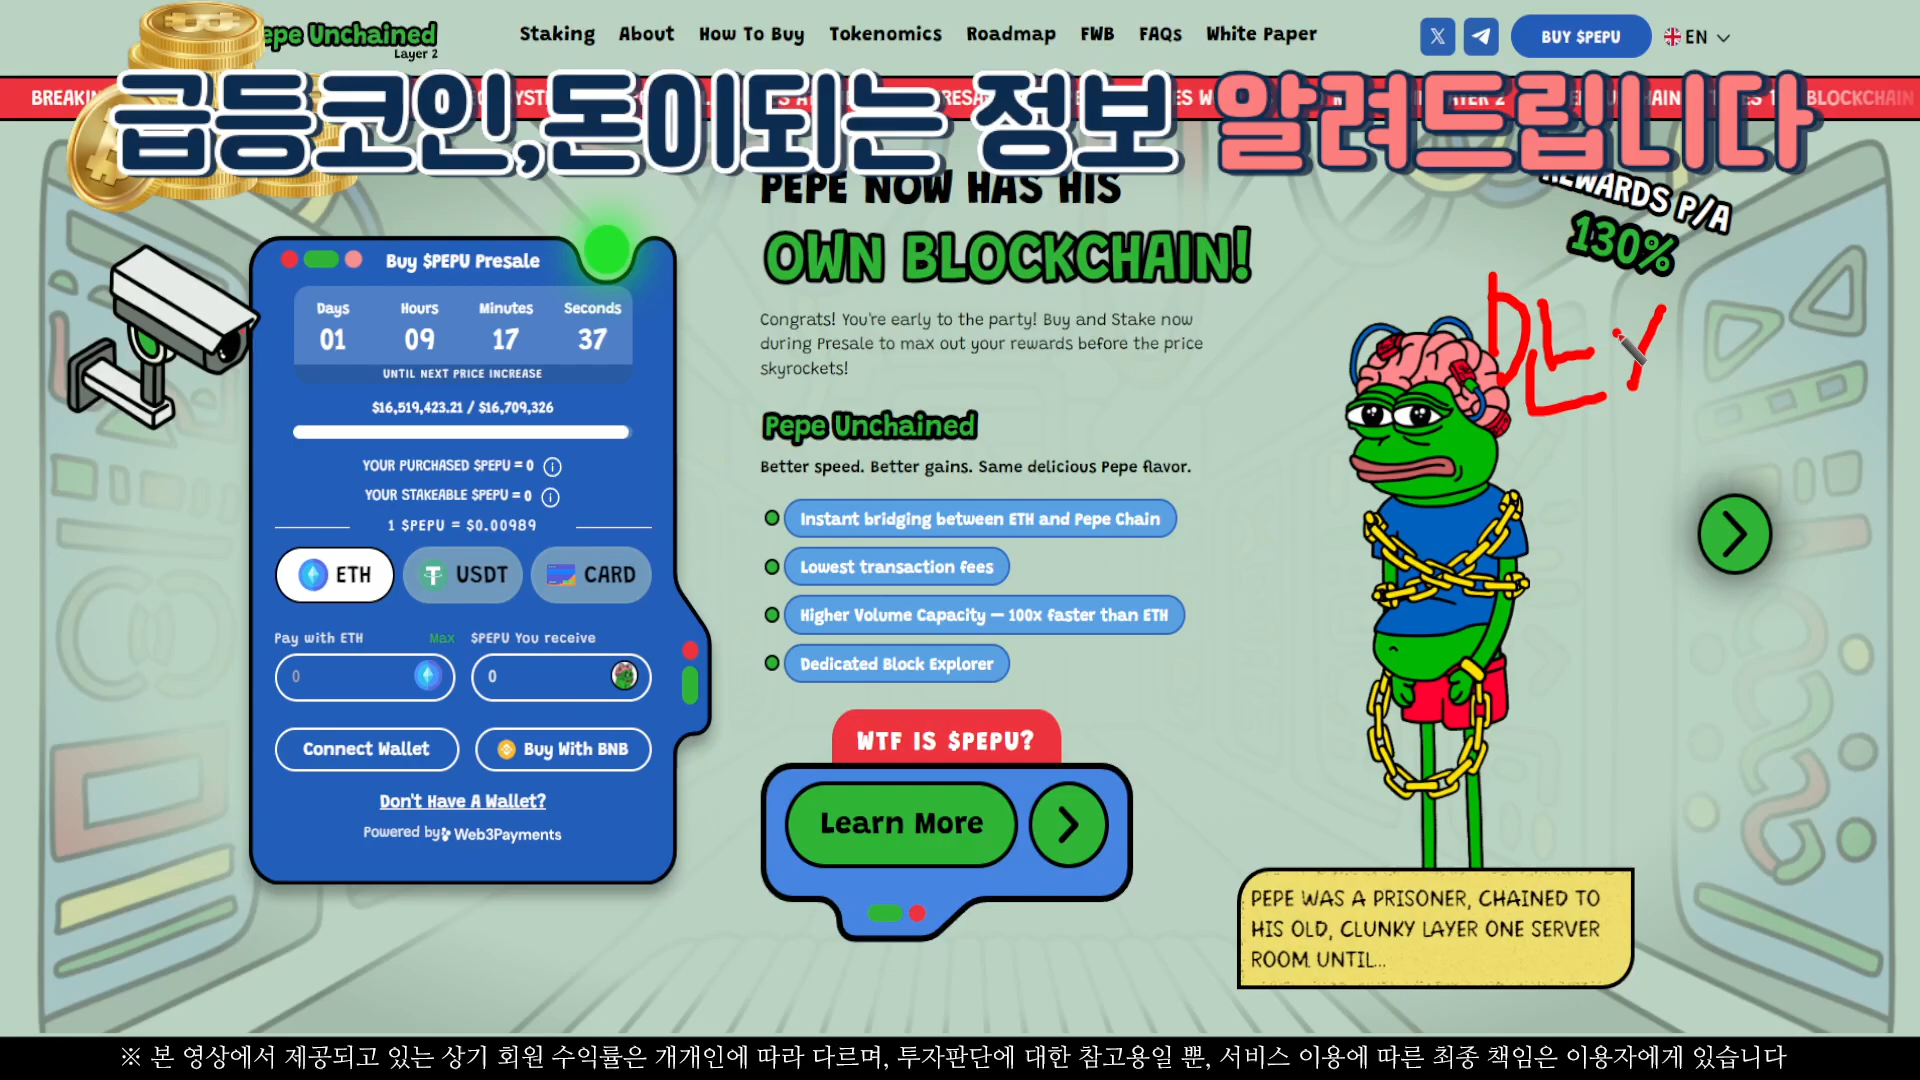 epe Unchained
Layer 2
Staking About How To Buy Tokenomics Roadmap FWB FAQs White Paper
BUY $PEPU
EN
급등코인,돈이되는 정보 알려드립니다
LAYER 2
BLOCKCHAIN
PEPE NOW HAS HIS
OWN BLOCKCHAIN!
REWARDS P/A
130%
Buy $PEPU Presale
Days Hours Minutes Seconds
01 09 17 37
UNTIL NEXT PRICE INCREASE
$16,519,423.21 / $16,709,326
YOUR PURCHASED $PEPU = 0
YOUR STAKEABLE $PEPU = 0
1 $PEPU = $0.00989
ETH USDT CARD
Pay with ETH Max $PEPU You receive
0 0
Connect Wallet Buy With BNB
Don't Have A Wallet?
Powered by Web3Payments
Congrats! You're early to the party! Buy and Stake now
during Presale to max out your rewards before the price
skyrockets!
Pepe Unchained
Better speed. Better gains. Same delicious Pepe flavor.
Instant bridging between ETH and Pepe Chain
Lowest transaction fees
Higher Volume Capacity — 100x faster than ETH
Dedicated Block Explorer
WTF IS $PEPU?
Learn More
PEPE WAS A PRISONER, CHAINED TO
HIS OLD, CLUNKY LAYER ONE SERVER
ROOM. UNTIL...
※ 본 영상에서 제공되고 있는 상기 회원 수익률은 개개인에 따라 다르며, 투자판단에 대한 참고용일 뿐, 서비스 이용에 따른 최종 책임은 이용자에게 있습니다